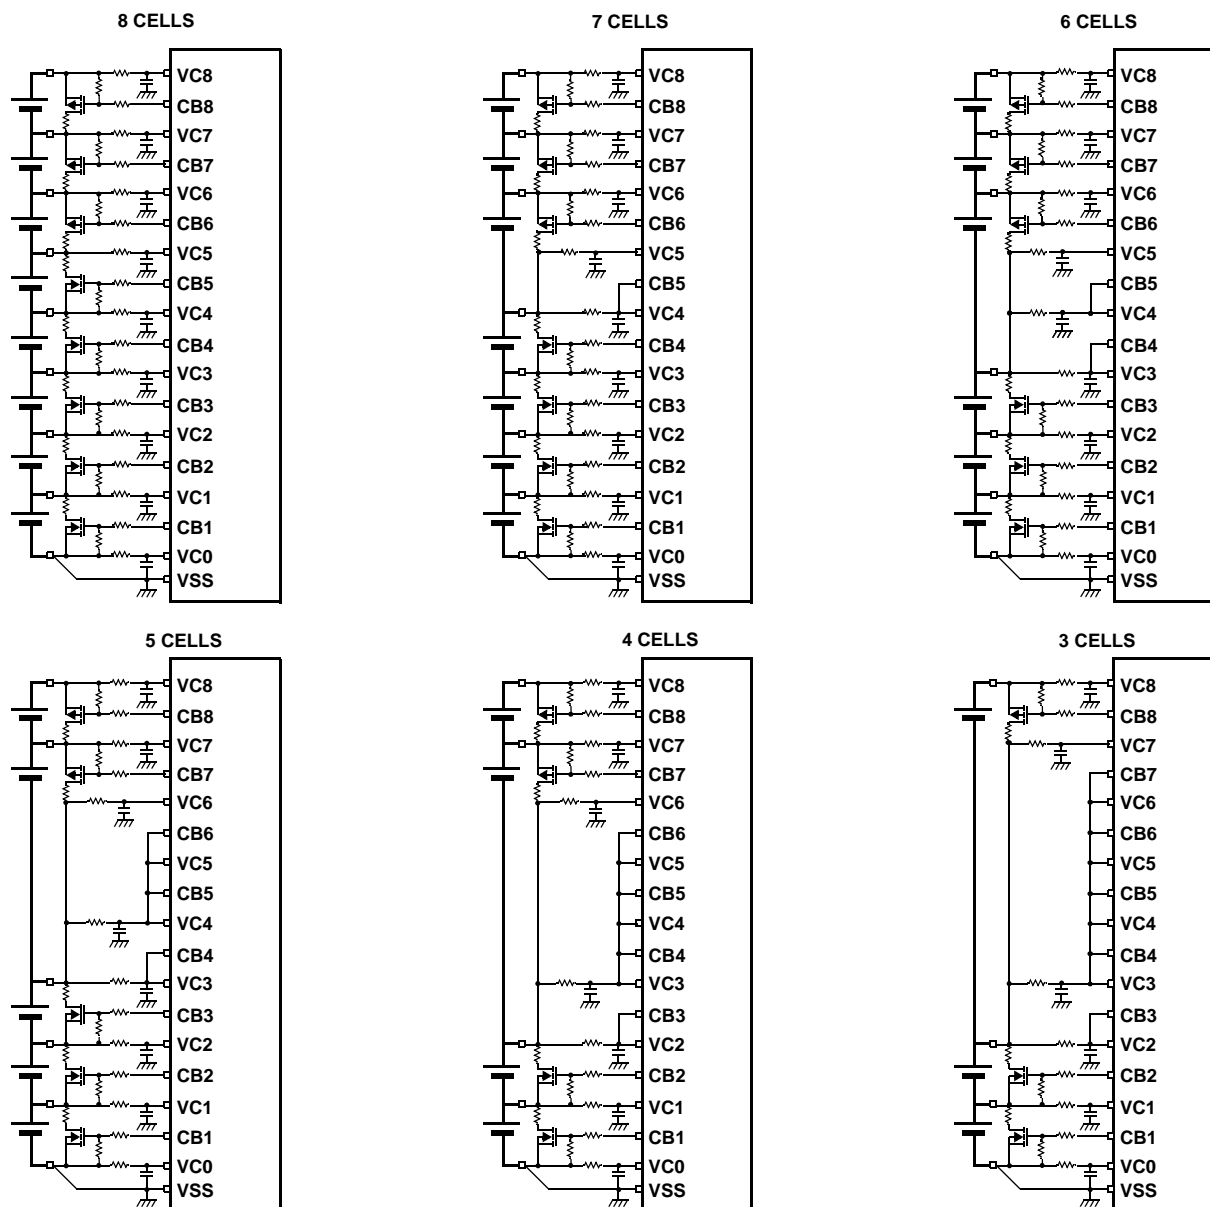 8 CELLS
VC8
CB8
VC7
CB7
VC6
CB6
VC5
CB5
VC4
CB4
VC3
CB3
VC2
CB2
VC1
CB1
VC0
VSS
7 CELLS
VC8
CB8
VC7
CB7
VC6
CB6
VC5
CB5
VC4
CB4
VC3
CB3
VC2
CB2
VC1
CB1
VC0
VSS
6 CELLS
VC8
CB8
VC7
CB7
VC6
CB6
VC5
CB5
VC4
CB4
VC3
CB3
VC2
CB2
VC1
CB1
VC0
VSS
5 CELLS
VC8
CB8
VC7
CB7
VC6
CB6
VC5
CB5
VC4
CB4
VC3
CB3
VC2
CB2
VC1
CB1
VC0
VSS
4 CELLS
VC8
CB8
VC7
CB7
VC6
CB6
VC5
CB5
VC4
CB4
VC3
CB3
VC2
CB2
VC1
CB1
VC0
VSS
3 CELLS
VC8
CB8
VC7
CB7
VC6
CB6
VC5
CB5
VC4
CB4
VC3
CB3
VC2
CB2
VC1
CB1
VC0
VSS